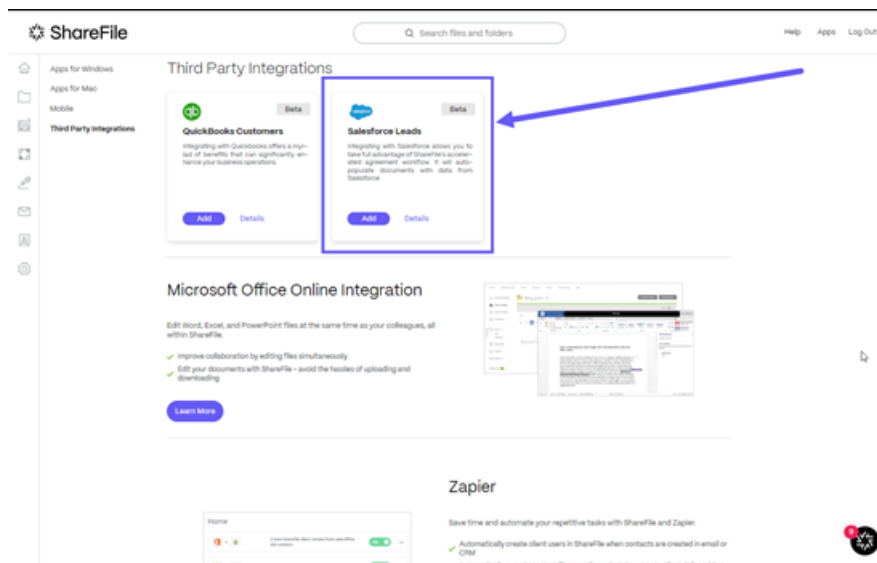 ShareFile
Search files and folders
Help Apps Log Out
Apps for Windows
Apps for Mac
Mobile
Third Party Integrations
Third Party Integrations
Beta
QuickBooks Customers
Integrating with Quickbooks offers a myr-
iad of benefits that can significantly en-
hance your business operations.
Add Details
salesforce
Beta
Salesforce Leads
Integrating with Salesforce allows you to
take full advantage of ShareFile's acceler-
ated agreement workflow. It will auto-
populate documents with data from
Salesforce
Add Details
Microsoft Office Online Integration
Edit Word, Excel, and PowerPoint files at the same time as your colleagues, all
within ShareFile.
Improve collaboration by editing files simultaneously
Edit your documents with ShareFile - avoid the hassles of uploading and
downloading
Learn More
Zapier
Save time and automate your repetitive tasks with ShareFile and Zapier.
Automatically create client users in ShareFile when contacts are created in email or
CRM
Home